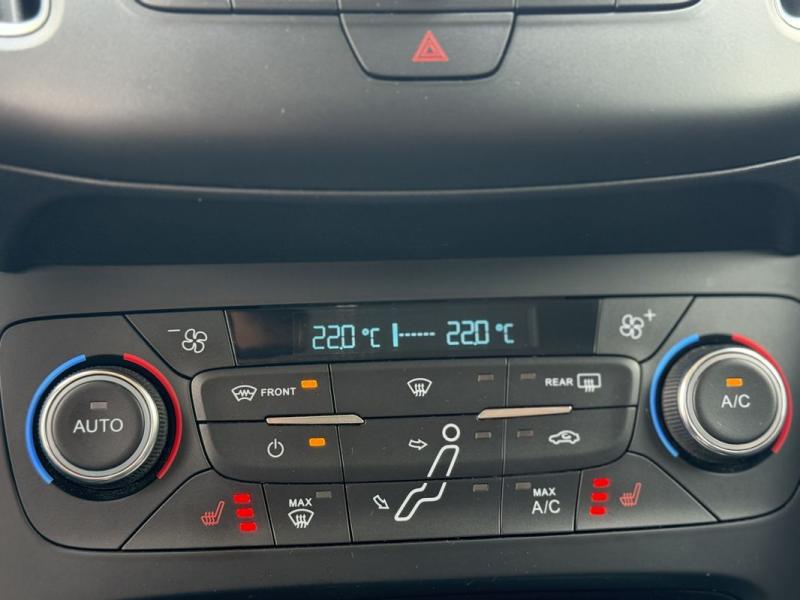 22.0 °C 22.0 °C
FRONT
REAR
AUTO
A/C
MAX
MAX
A/C